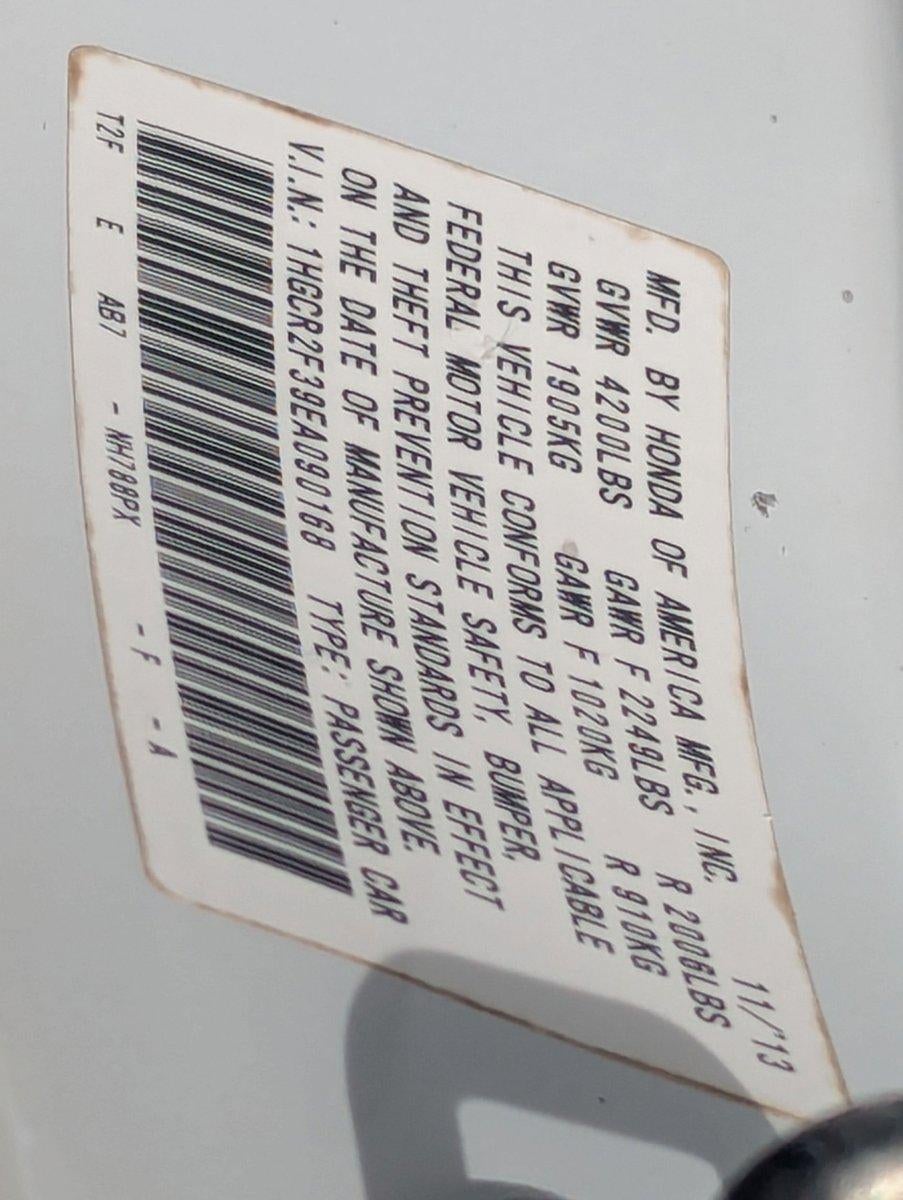 MFD. BY HONDA OF AMERICA MFG., INC. 11/'13
GVWR 4200LBS GAWR F 2249LBS R 2006LBS
GVWR 1905KG GAWR F 1020KG R 910KG
THIS VEHICLE CONFORMS TO ALL APPLICABLE
FEDERAL MOTOR VEHICLE SAFETY, BUMPER,
AND THEFT PREVENTION STANDARDS IN EFFECT
ON THE DATE OF MANUFACTURE SHOWN ABOVE.
V.I.N.: 1HGCR2F39EA090168 TYPE: PASSENGER CAR
T2F E AB7 - NH788PX - F - A